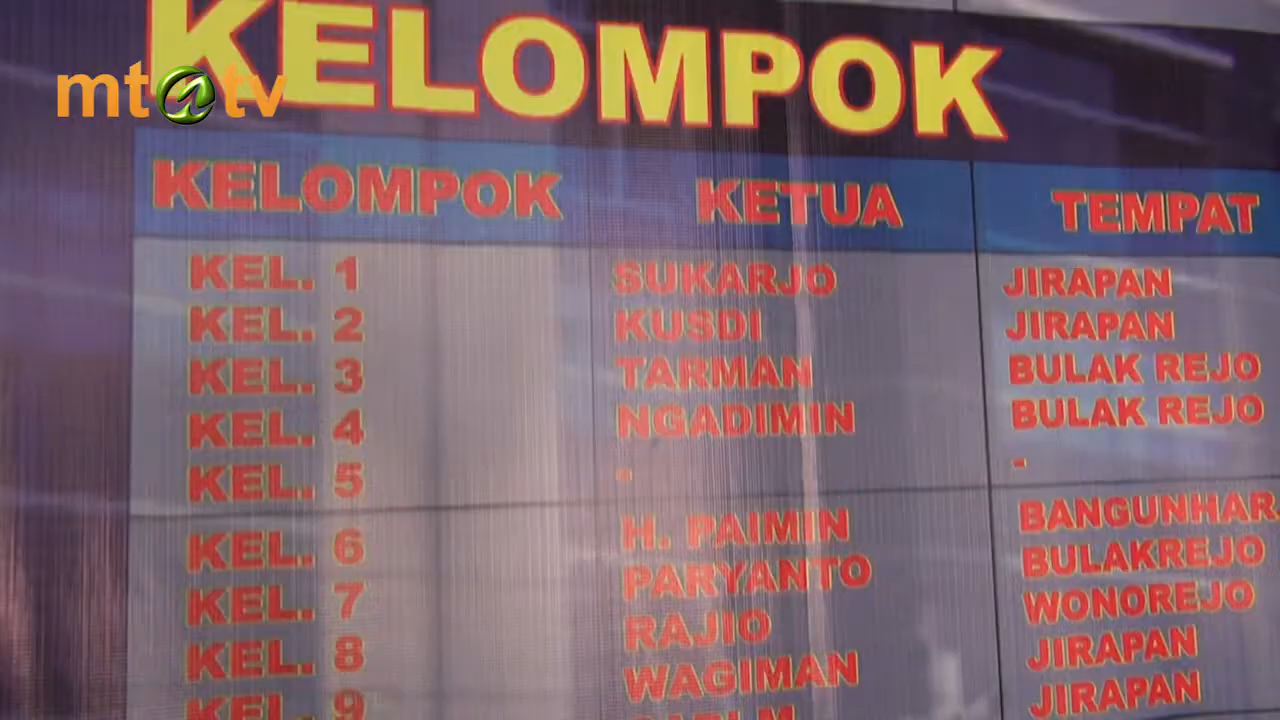 KELOMPOK
mt@tv
KELOMPOK KETUA TEMPAT
KEL. 1 SUKARJO JIRAPAN
KEL. 2 KUSDI JIRAPAN
KEL. 3 TARMAN BULAK REJO
KEL. 4 NGADIMIN BULAK REJO
KEL. 5 - -
KEL. 6 H. PAIMIN BANGUNHAR
KEL. 7 PARYANTO BULAKREJO
KEL. 8 RAJIO WONOREJO
KEL. 9 WAGIMAN JIRAPAN
JIRAPAN